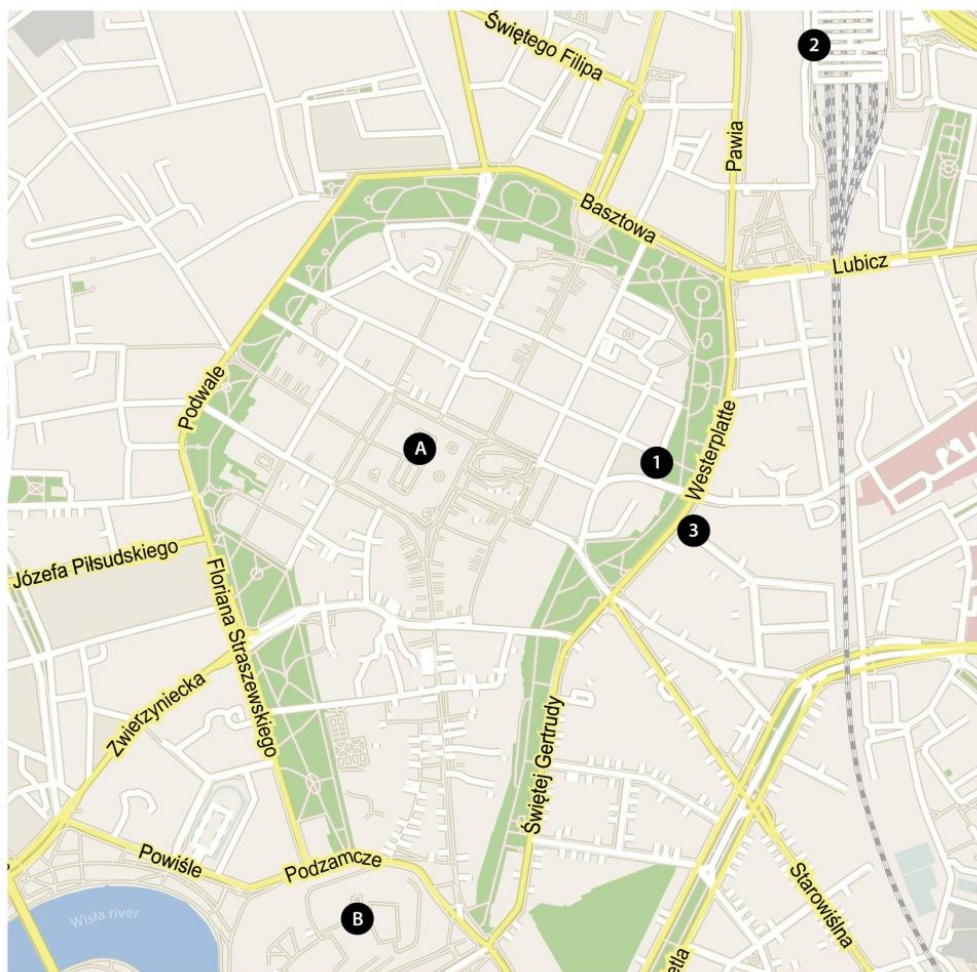 2
Świętego Filipa
Pawia
Basztowa
Lubicz
Podwale
A
1
Westerplatte
3
Józefa Piłsudskiego
Floriana Straszewskiego
Zwierzyniecka
Świętej Gertrudy
Powiśle
Podzamcze
Starowiślna
Wisła river
B
etla